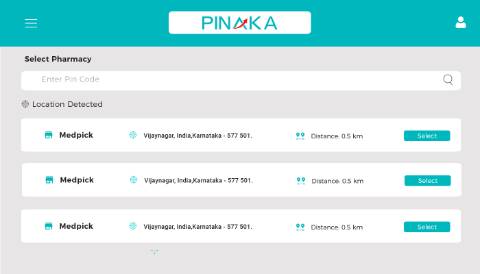 PINAKA
Select Pharmacy
Enter Pin Code
Location Detected
Medpick Vijaynagar, India,Karnataka - 577 501. Distance: 0.5 km Select
Medpick Vijaynagar, India,Karnataka - 577 501. Distance: 0.5 km Select
Medpick Vijaynagar, India,Karnataka - 577 501. Distance: 0.5 km Select